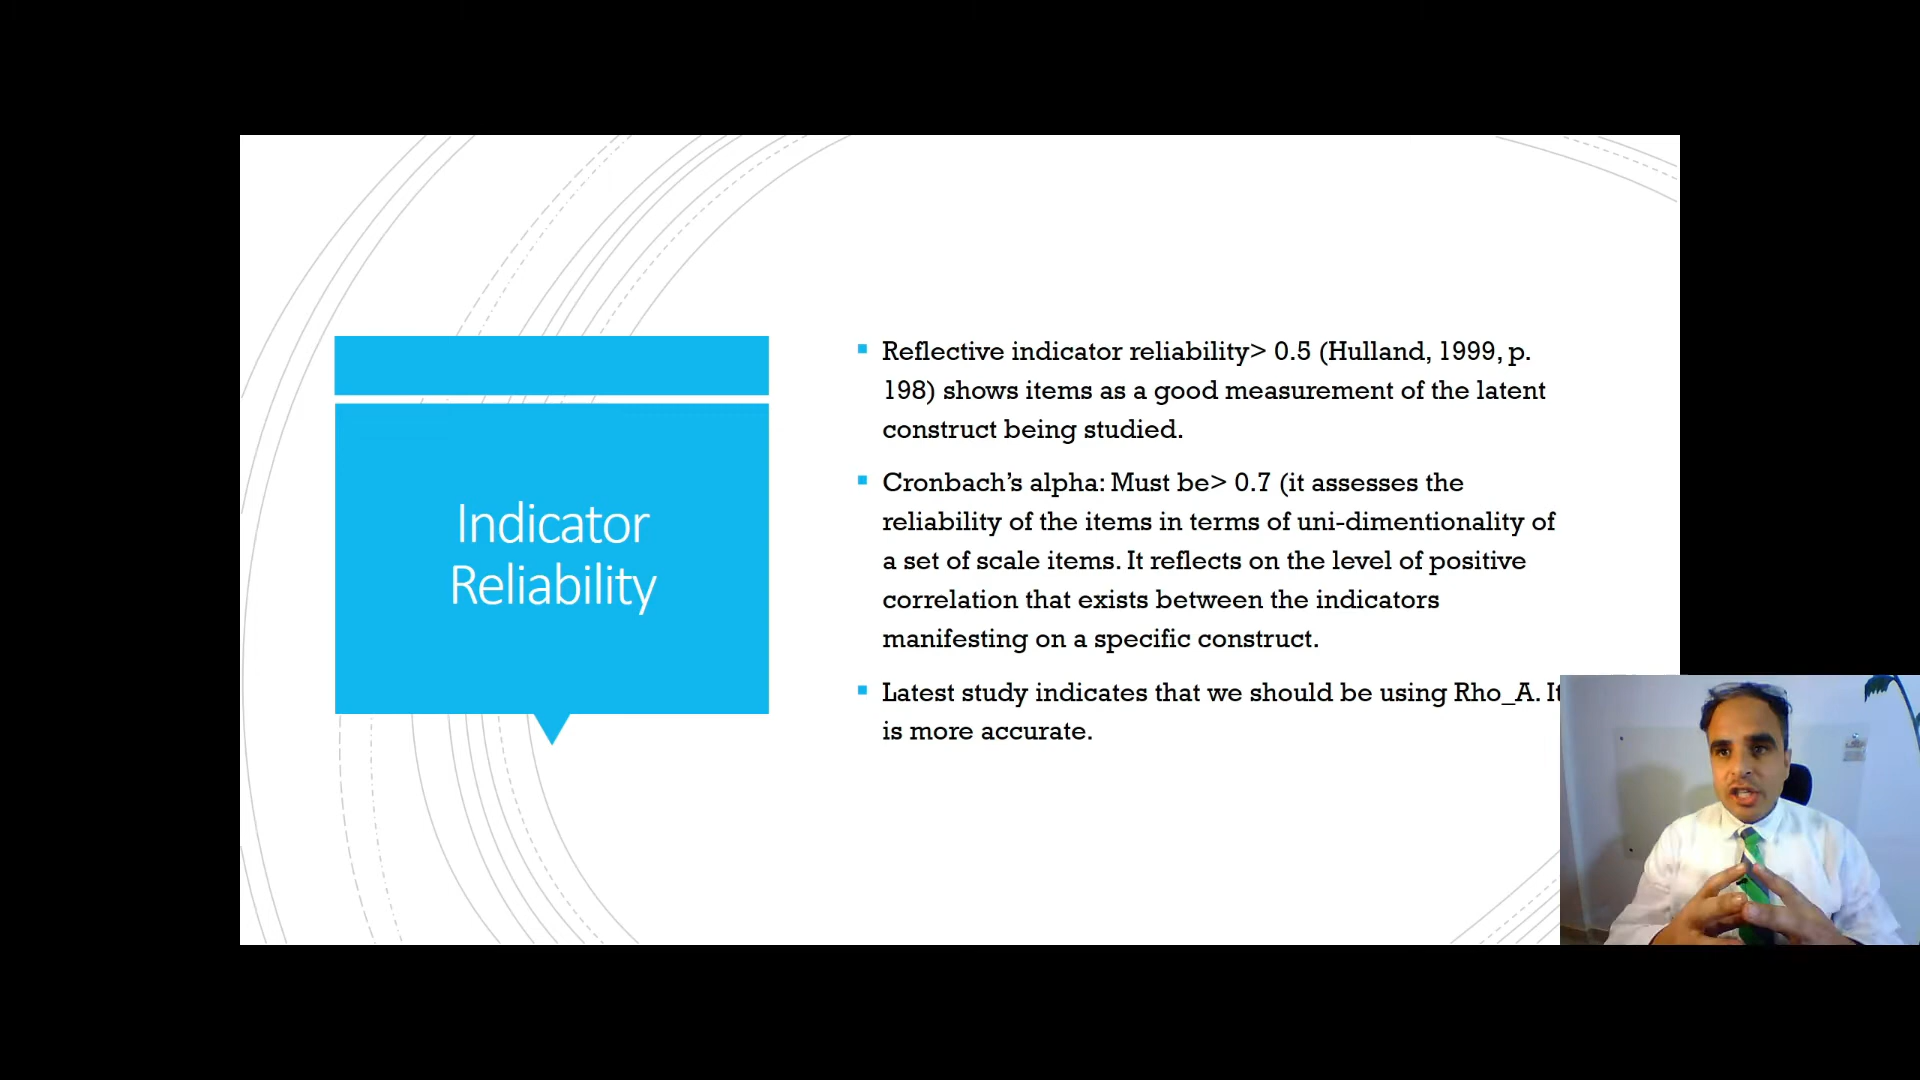 Indicator
Reliability
Reflective indicator reliability> 0.5 (Hulland, 1999, p.
198) shows items as a good measurement of the latent
construct being studied.
Cronbach’s alpha: Must be> 0.7 (it assesses the
reliability of the items in terms of uni-dimentionality of
a set of scale items. It reflects on the level of positive
correlation that exists between the indicators
manifesting on a specific construct.
Latest study indicates that we should be using Rho_A. It
is more accurate.